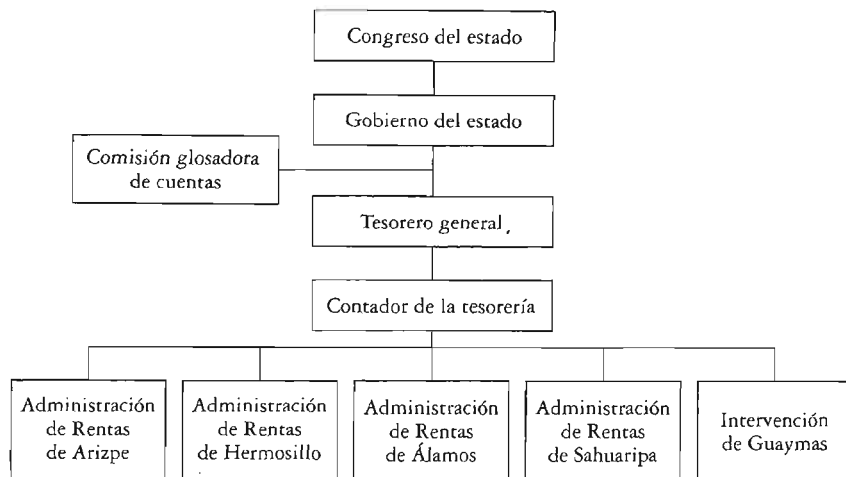 Congreso del estado
Gobierno del estado
Comisión glosadora
de cuentas
Tesorero general
Contador de la tesorería
Administración
de Rentas
de Arizpe
Administración
de Rentas
de Hermosillo
Administración
de Rentas
de Álamos
Administración
de Rentas
de Sahuaripa
Intervención
de Guaymas